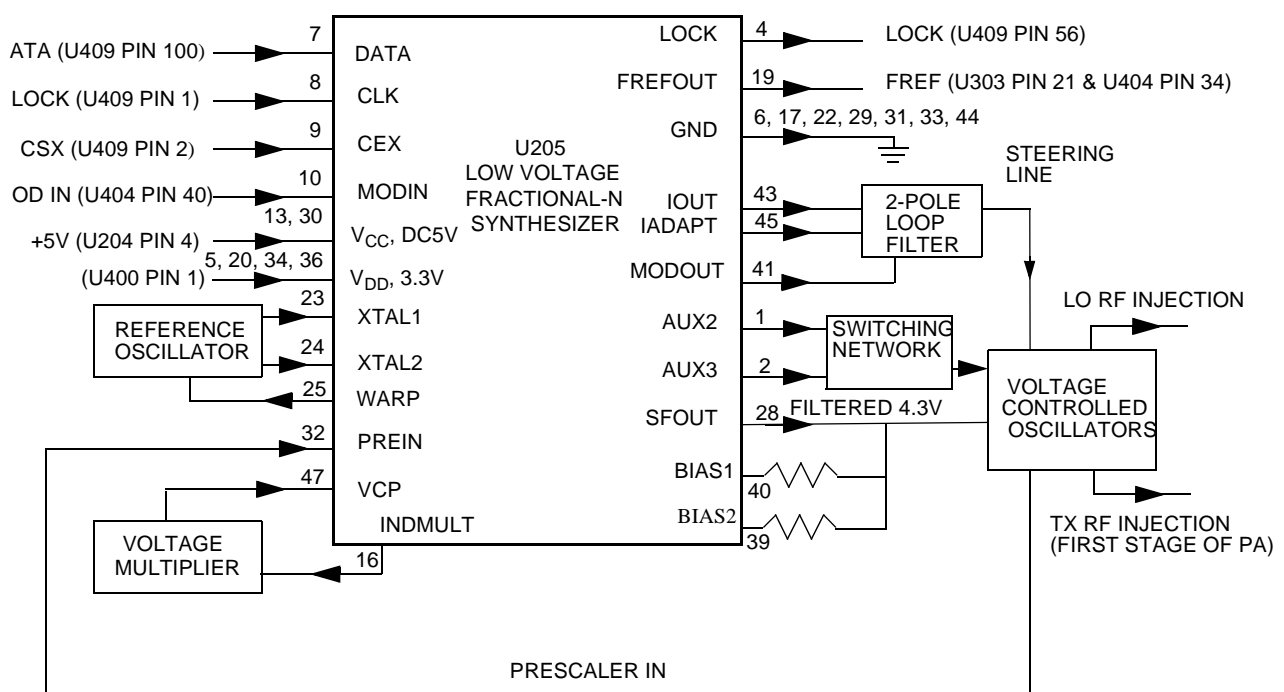 ATA (U409 PIN 100)
LOCK (U409 PIN 1)
CSX (U409 PIN 2)
OD IN (U404 PIN 40)
+5V (U204 PIN 4)
(U400 PIN 1)
7
8
9
10
13, 30
5, 20, 34, 36
23
24
25
32
47
16
REFERENCE
OSCILLATOR
VOLTAGE
MULTIPLIER
DATA
CLK
CEX
MODIN
VCC, DC5V
VDD, 3.3V
XTAL1
XTAL2
WARP
PREIN
VCP
INDMULT
U205
LOW VOLTAGE
FRACTIONAL-N
SYNTHESIZER
LOCK
FREFOUT
GND
IOUT
IADAPT
MODOUT
AUX2
AUX3
SFOUT
BIAS1
BIAS2
4
19
6, 17, 22, 29, 31, 33, 44
43
45
41
1
2
28
40
39
LOCK (U409 PIN 56)
FREF (U303 PIN 21 & U404 PIN 34)
STEERING
LINE
2-POLE
LOOP
FILTER
SWITCHING
NETWORK
FILTERED 4.3V
LO RF INJECTION
VOLTAGE
CONTROLLED
OSCILLATORS
TX RF INJECTION
(FIRST STAGE OF PA)
PRESCALER IN